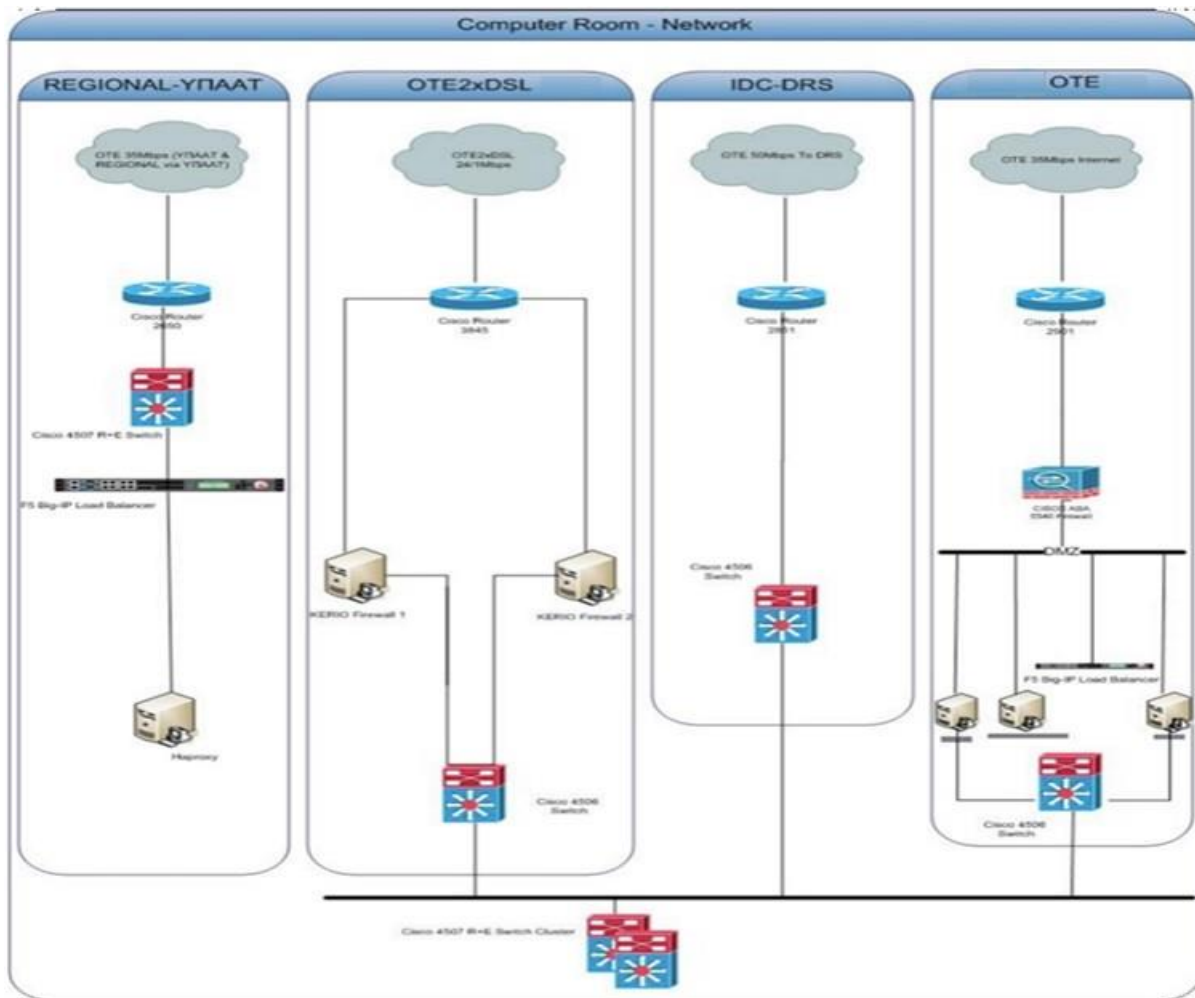 Computer Room - Network
REGIONAL-ΥΠΑΑΤ
OTE2xDSL
IDC-DRS
OTE
OTE 35Mbps (ΥΠΑΑΤ &
REGIONAL via ΥΠΑΑΤ)
OTE2xDSL
24/1Mbps
OTE 50Mbps To DRS
OTE 35Mbps Internet
Cisco Router
Cisco Router
3845
Cisco Router
2851
Cisco Router
2901
Cisco 4507 R+E Switch
F5 Big-IP Load Balancer
CISCO ASA
5540 Firewall
DMZ
KERIO Firewall 1
KERIO Firewall 2
Cisco 4506
Switch
F5 Big-IP Load Balancer
Haproxy
Cisco 4506
Switch
Cisco 4506
Switch
Cisco 4507 R+E Switch Cluster